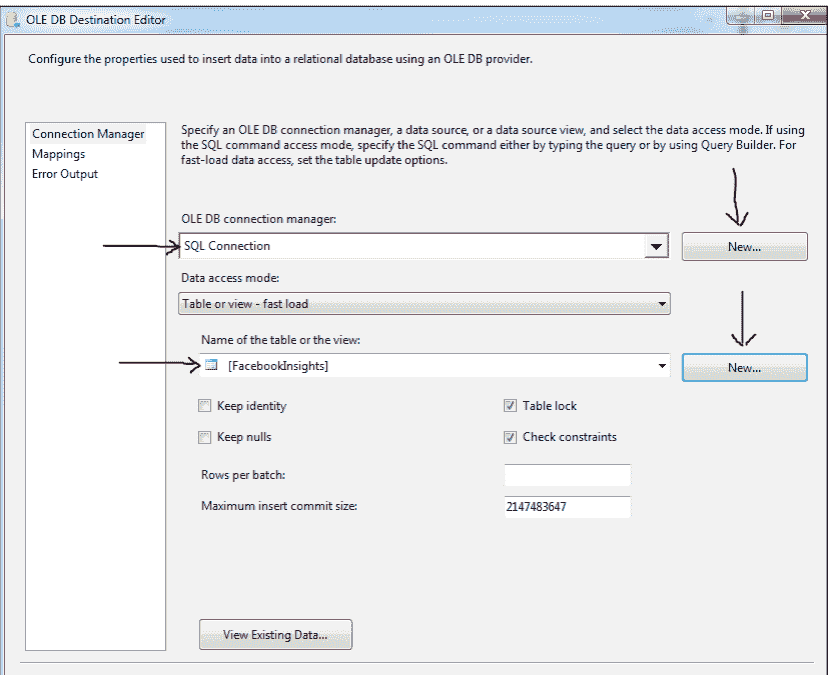 OLE DB Destination Editor
Configure the properties used to insert data into a relational database using an OLE DB provider.
Connection Manager
Mappings
Error Output
Specify an OLE DB connection manager, a data source, or a data source view, and select the data access mode. If using
the SQL command access mode, specify the SQL command either by typing the query or by using Query Builder. For
fast-load data access, set the table update options.
OLE DB connection manager:
SQL Connection
New...
Data access mode:
Table or view - fast load
Name of the table or the view:
[FacebookInsights]
New...
Keep identity
Table lock
Keep nulls
Check constraints
Rows per batch:
Maximum insert commit size:
2147483647
View Existing Data...